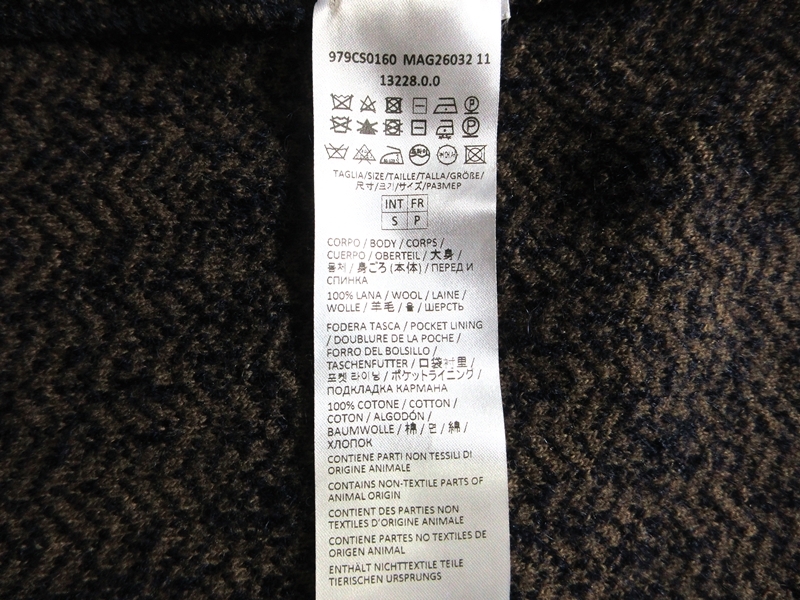 979CS0160 MAG26032 11
13228.0.0
TAGLIA/SIZE/TAILLE/TALLA/GRÖßE/
尺寸/크기/サイズ/РАЗМЕР
INT FR
S P
CORPO / BODY / CORPS /
CUERPO / OBERTEIL / 大身 /
동체 / 身ごろ (本体) / ПЕРЕД И
СПИНКА
100% LANA / WOOL / LAINE /
WOLLE / 羊毛 / 울 / ШЕРСТЬ
FODERA TASCA / POCKET LINING
/ DOUBLURE DE LA POCHE /
FORRO DEL BOLSILLO /
TASCHENFUTTER / 口袋衬里 /
포켓 라이닝 / ポケットライニング /
ПОДКЛАДКА КАРМАНА
100% COTONE / COTTON /
COTON / ALGODÓN /
BAUMWOLLE / 棉 / 면 / 綿 /
ХЛОПОК
CONTIENE PARTI NON TESSILI DI
ORIGINE ANIMALE
CONTAINS NON-TEXTILE PARTS OF
ANIMAL ORIGIN
CONTIENT DES PARTIES NON
TEXTILES D'ORIGINE ANIMALE
CONTIENE PARTES NO TEXTILES DE
ORIGEN ANIMAL
ENTHÄLT NICHTTEXTILE TEILE
TIERISCHEN URSPRUNGS